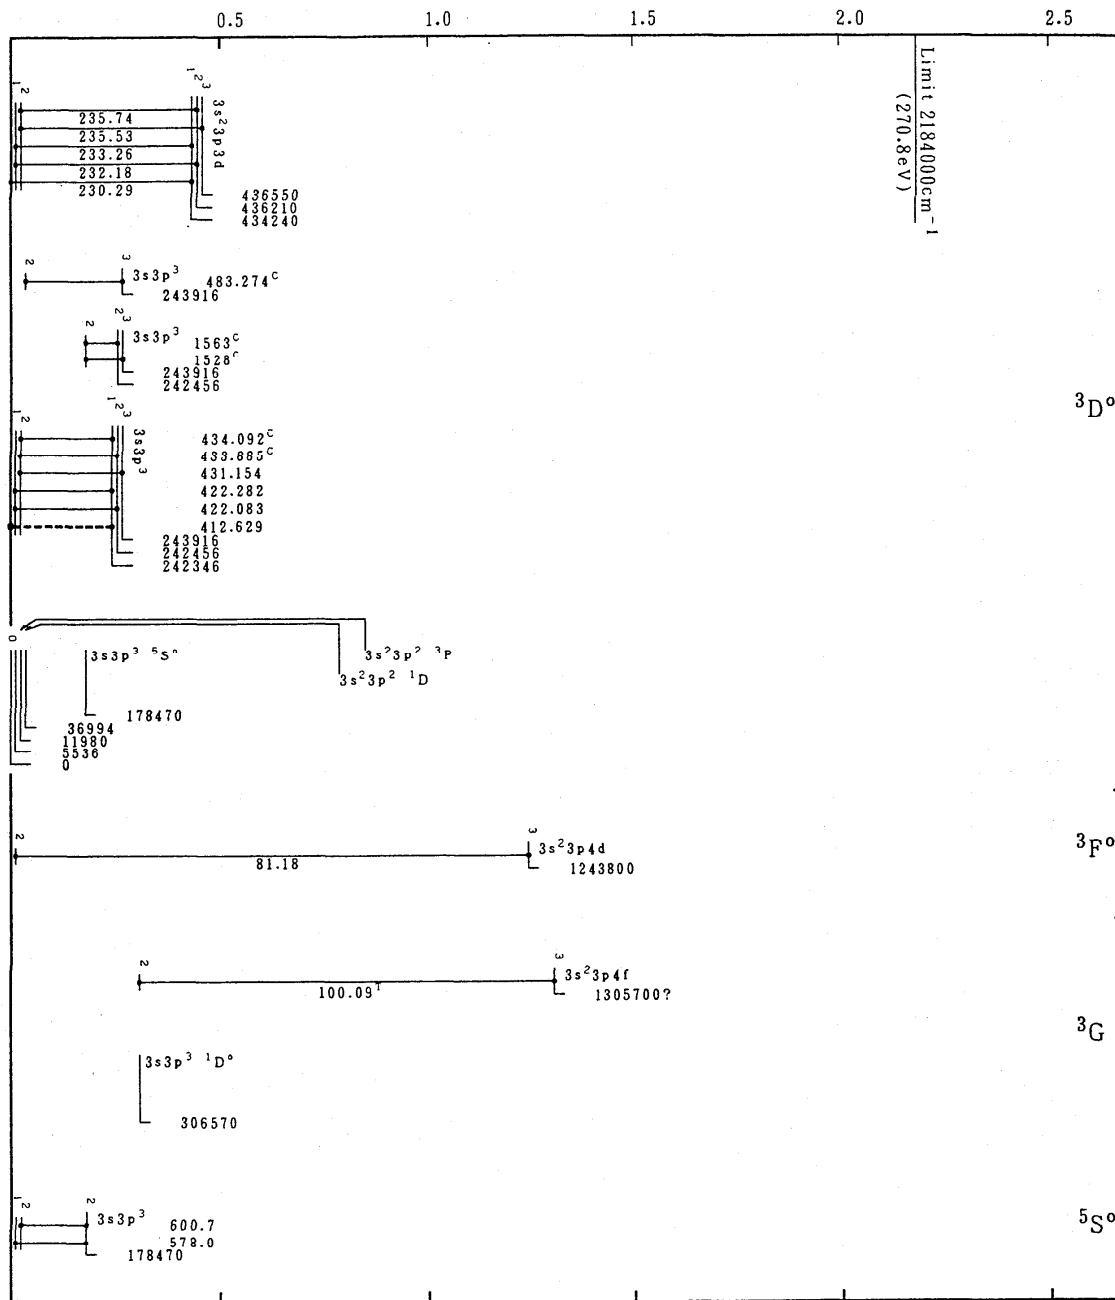 0.5 1.0 1.5 2.0 2.5
Limit 2184000cm⁻¹
(270.8eV)
1 2
1 2 3
3s²3p3d
235.74
235.53
233.26
232.18
230.29
436550
436210
434240
2
3
3s3p³
483.274ᶜ
243916
2
2 3
3s3p³
1563ᶜ
1528ᶜ
243916
242456
³D°
1 2
1 2 3
3s3p³
434.092ᶜ
433.885ᶜ
431.154
422.282
422.083
412.629
243916
242456
242346
0
3s3p³ ⁵S°
3s²3p² ³P
3s²3p² ¹D
178470
36994
11980
5536
0
2
3
3s²3p4d
81.18
1243800
³F°
2
3
3s²3p4f
100.09ᵀ
1305700?
³G
3s3p³ ¹D°
306570
1 2
2
3s3p³
600.7
578.0
178470
⁵S°